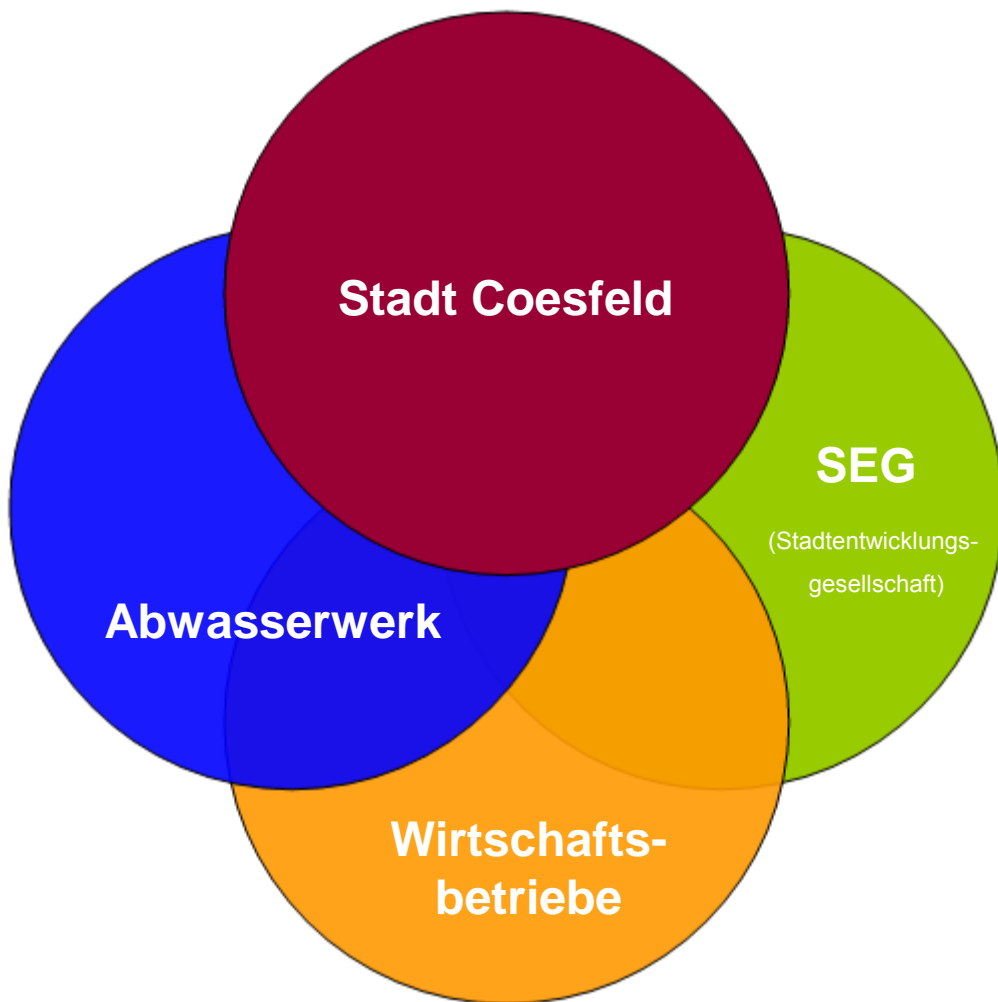 Stadt Coesfeld
SEG
(Stadtentwicklungs-
gesellschaft)
Abwasserwerk
Wirtschafts-
betriebe